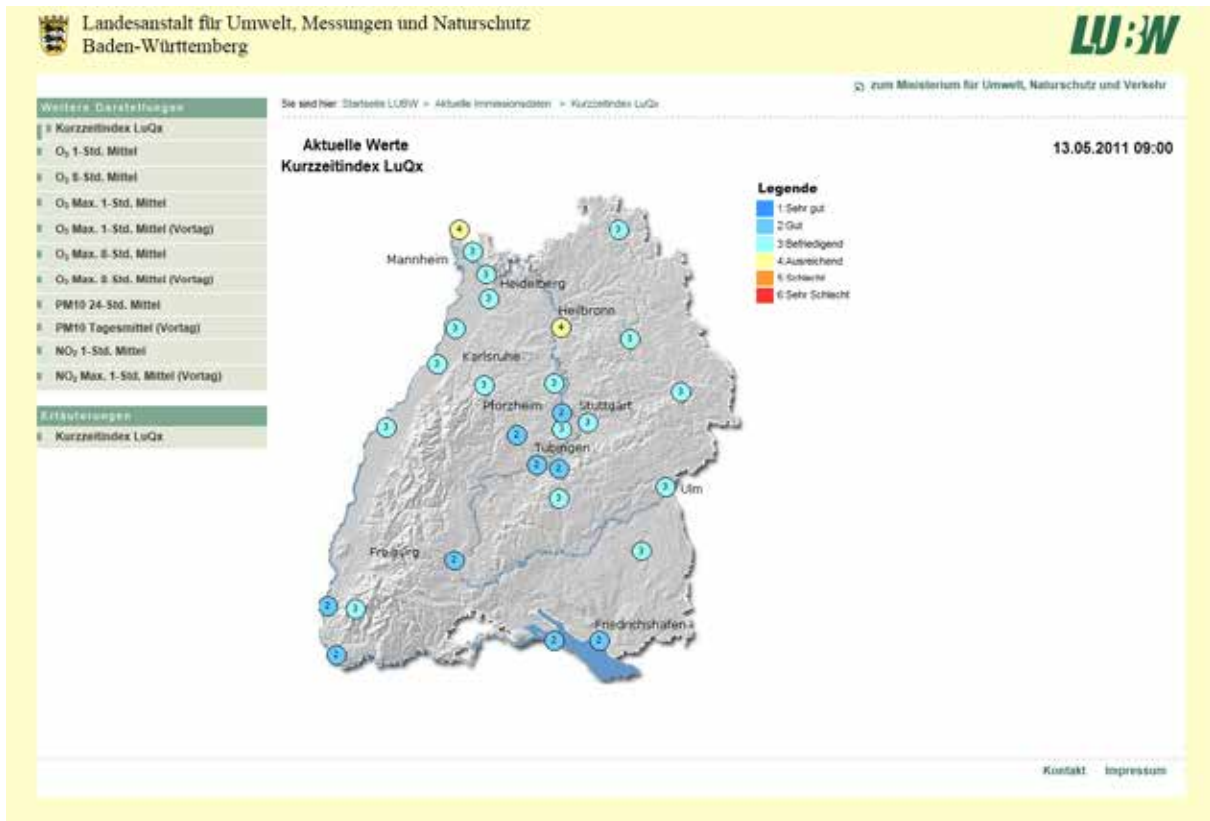 Landesanstalt für Umwelt, Messungen und Naturschutz
Baden-Württemberg
LUBW
zum Ministerium für Umwelt, Naturschutz und Verkehr
Weitere Darstellungen
Kurzzeitindex LuQx
O₃ 1-Std. Mittel
O₃ 8-Std. Mittel
O₃ Max. 1-Std. Mittel
O₃ Max. 1-Std. Mittel (Vortag)
O₃ Max. 8-Std. Mittel
O₃ Max. 8-Std. Mittel (Vortag)
PM10 24-Std. Mittel
PM10 Tagesmittel (Vortag)
NO₂ 1-Std. Mittel
NO₂ Max. 1-Std. Mittel (Vortag)
Erläuterungen
Kurzzeitindex LuQx
Sie sind hier: Startseite LUBW > Aktuelle Immissionsdaten > Kurzzeitindex LuQx
Aktuelle Werte
Kurzzeitindex LuQx
13.05.2011 09:00
Legende
1:Sehr gut
2:Gut
3:Befriedigend
4:Ausreichend
5:Schlecht
6:Sehr Schlecht
4
3
3
Mannheim
3
Heidelberg
3
Heilbronn
3
4
3
Karlsruhe
3
3
3
3
Pforzheim
2
Stuttgart
3
3
3
2
Tübingen
2
2
3
Ulm
3
3
Freiburg
2
2
3
Friedrichshafen
2
2
2
Kontakt
Impressum